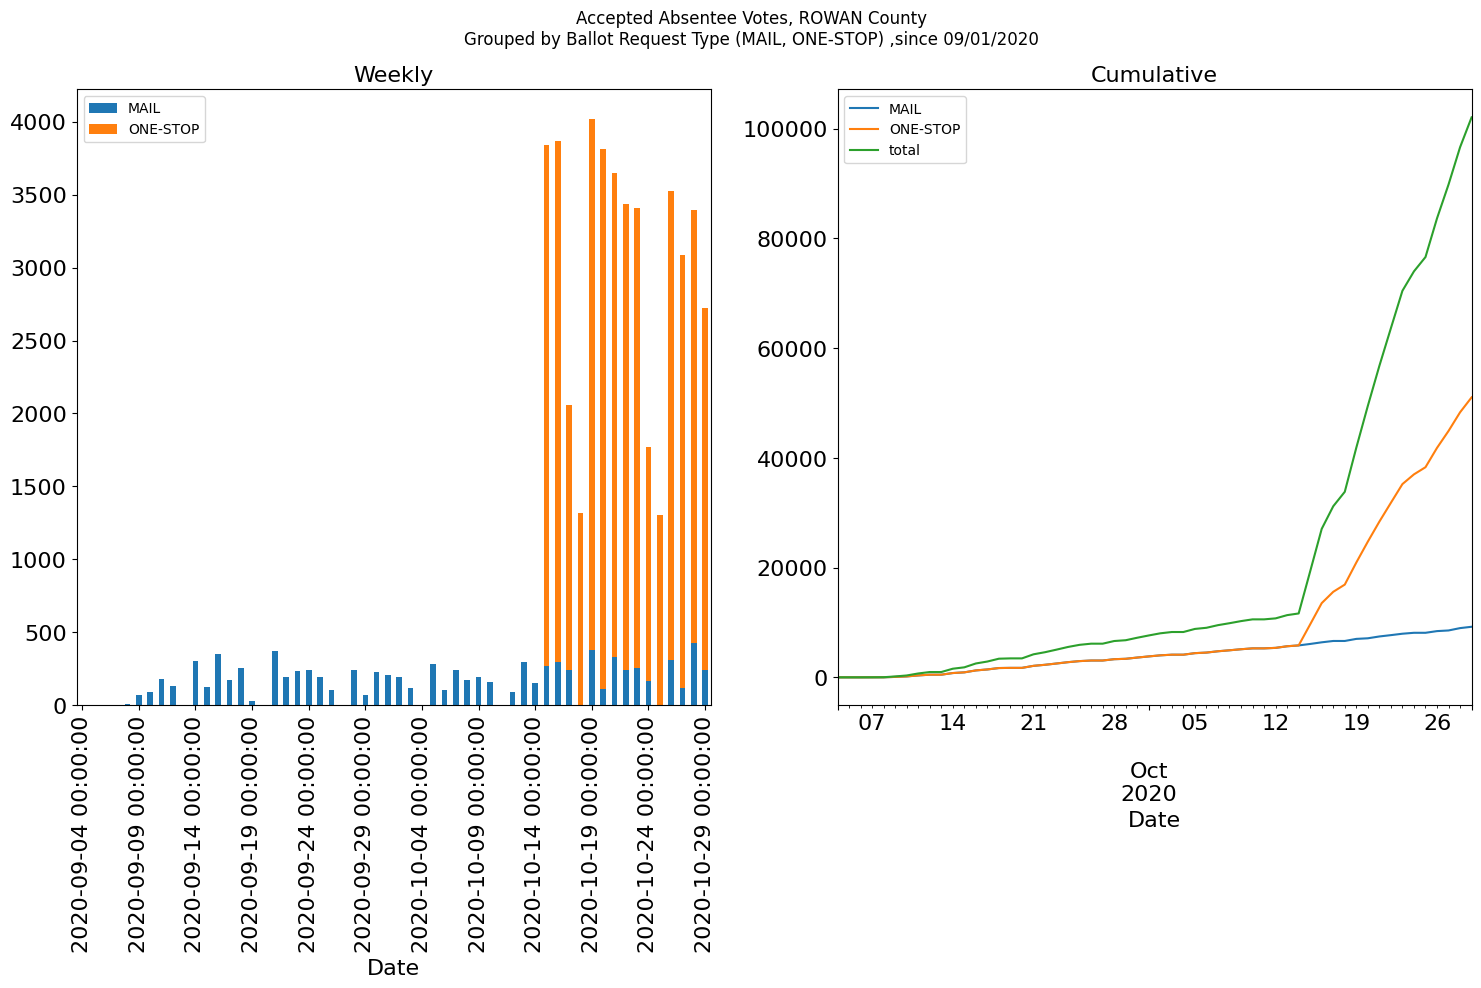 Accepted Absentee Votes, ROWAN County
Grouped by Ballot Request Type (MAIL, ONE-STOP) ,since 09/01/2020
Weekly
MAIL
ONE-STOP
4000
3500
3000
2500
2000
1500
1000
500
0
2020-09-04 00:00:00
2020-09-09 00:00:00
2020-09-14 00:00:00
2020-09-19 00:00:00
2020-09-24 00:00:00
2020-09-29 00:00:00
2020-10-04 00:00:00
2020-10-09 00:00:00
2020-10-14 00:00:00
2020-10-19 00:00:00
2020-10-24 00:00:00
2020-10-29 00:00:00
Date
Cumulative
MAIL
ONE-STOP
total
100000
80000
60000
40000
20000
0
07 14 21 28 05 12 19 26
Oct
2020
Date